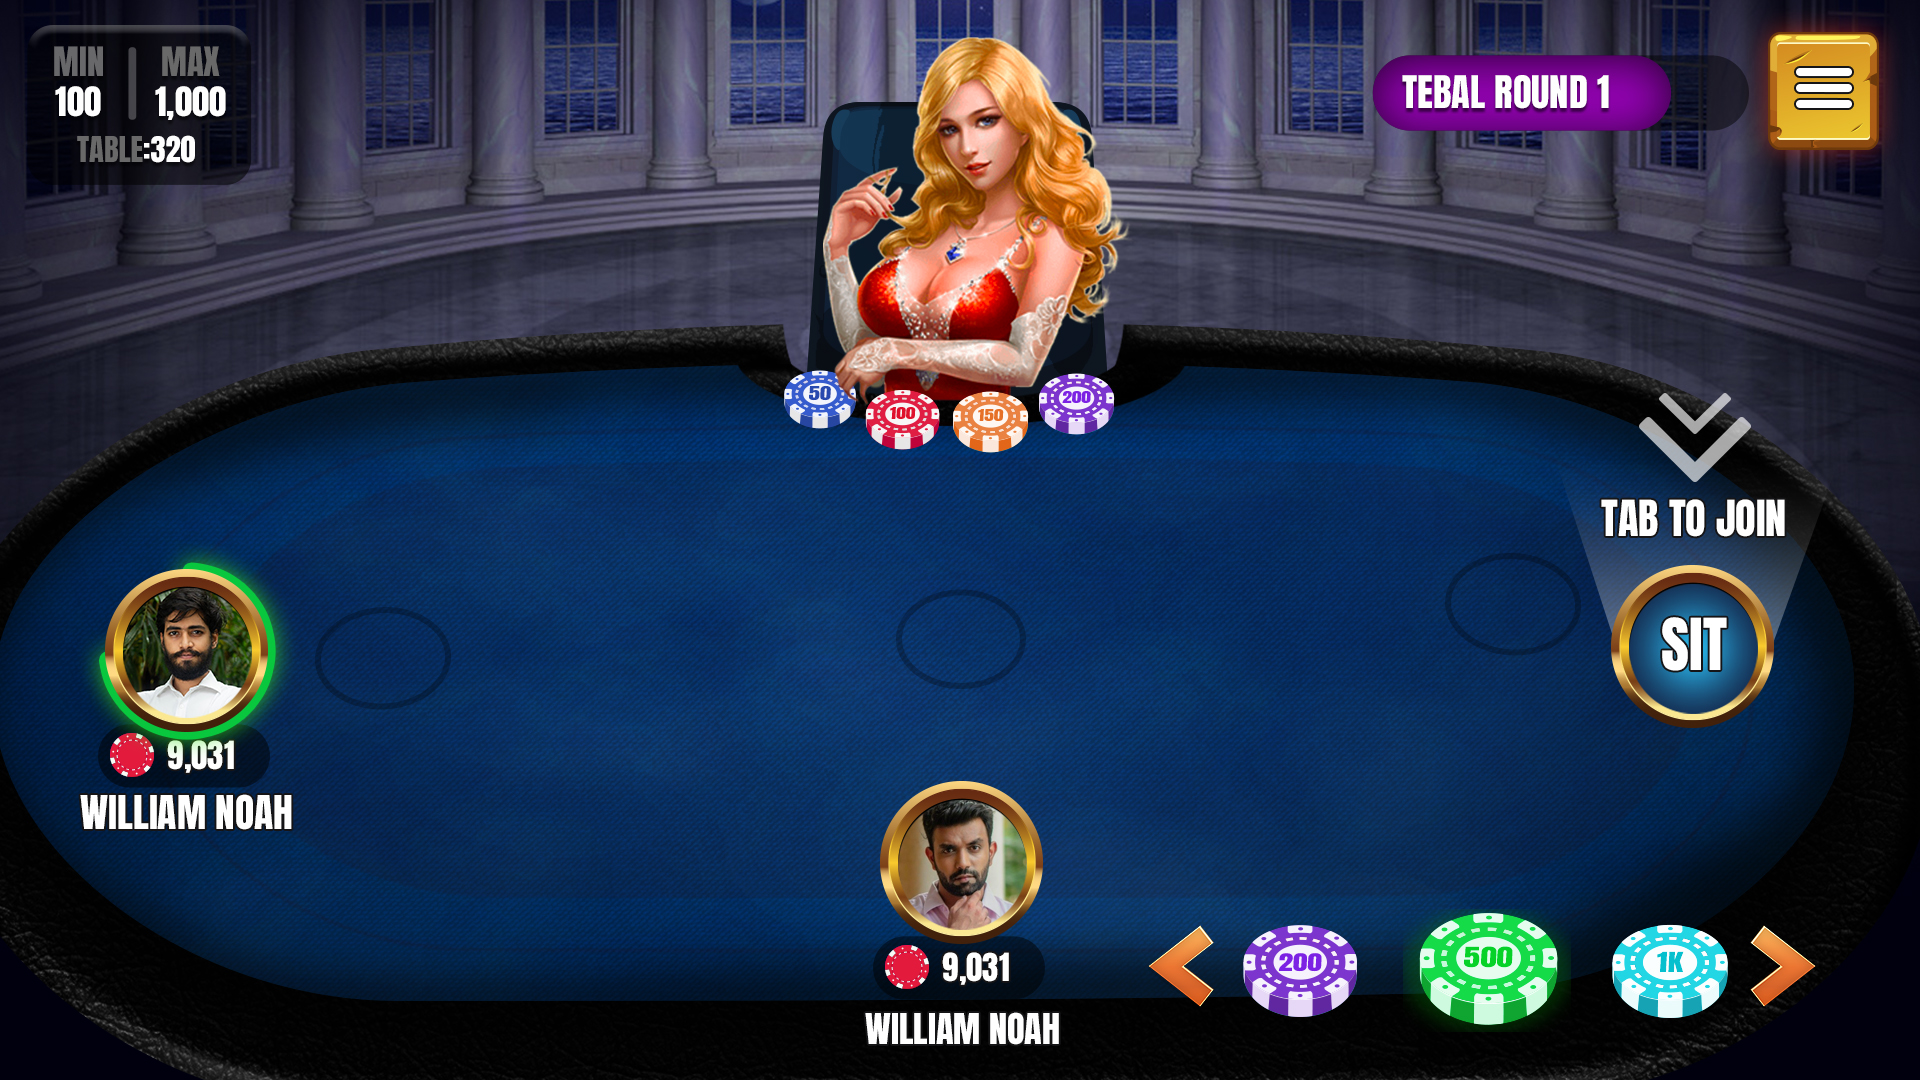 MIN MAX
100 1,000
TABLE:320
TEBAL ROUND 1
50
100
150
200
TAB TO JOIN
SIT
9,031
WILLIAM NOAH
9,031
WILLIAM NOAH
200
500
1K